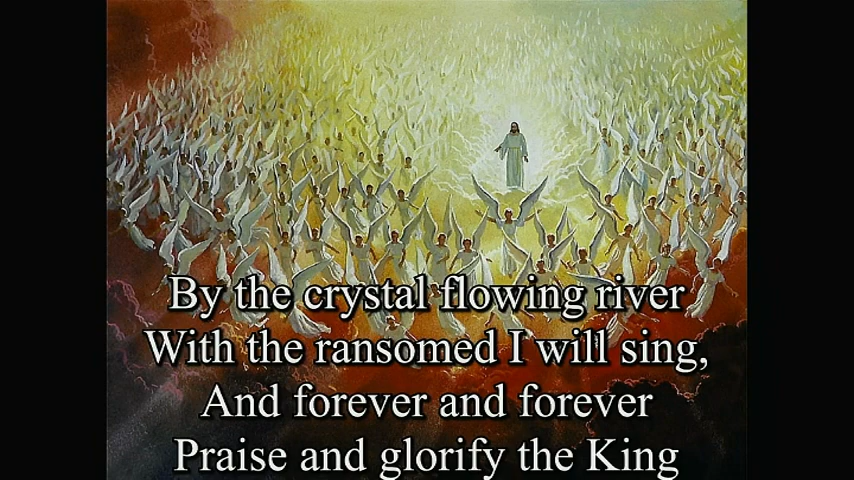 By the crystal flowing river
With the ransomed I will sing,
And forever and forever
Praise and glorify the King